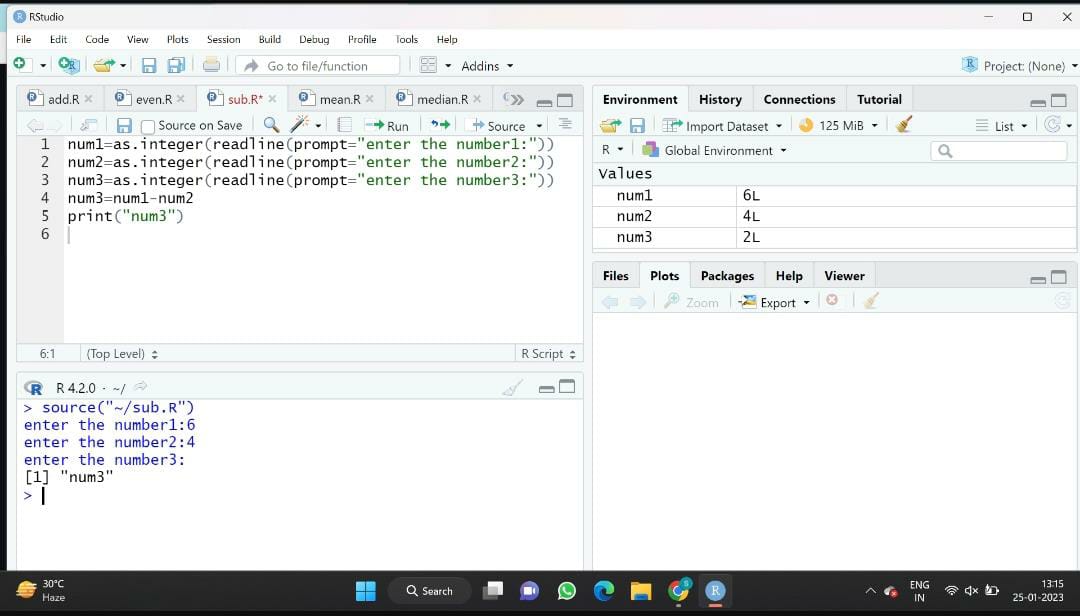 RStudio
File Edit Code View Plots Session Build Debug Profile Tools Help
Go to file/function Addins Project: (None)
add.R even.R sub.R* mean.R median.R
Source on Save Run Source
1 num1=as.integer(readline(prompt="enter the number1:"))
2 num2=as.integer(readline(prompt="enter the number2:"))
3 num3=as.integer(readline(prompt="enter the number3:"))
4 num3=num1-num2
5 print("num3")
6
6:1 (Top Level) R Script
R 4.2.0 · ~/
> source("~/sub.R")
enter the number1:6
enter the number2:4
enter the number3:
[1] "num3"
>
Environment History Connections Tutorial
Import Dataset 125 MiB List
R Global Environment
Values
num1 6L
num2 4L
num3 2L
Files Plots Packages Help Viewer
Zoom Export
30°C
Haze
Search
S
R
ENG
IN
13:15
25-01-2023